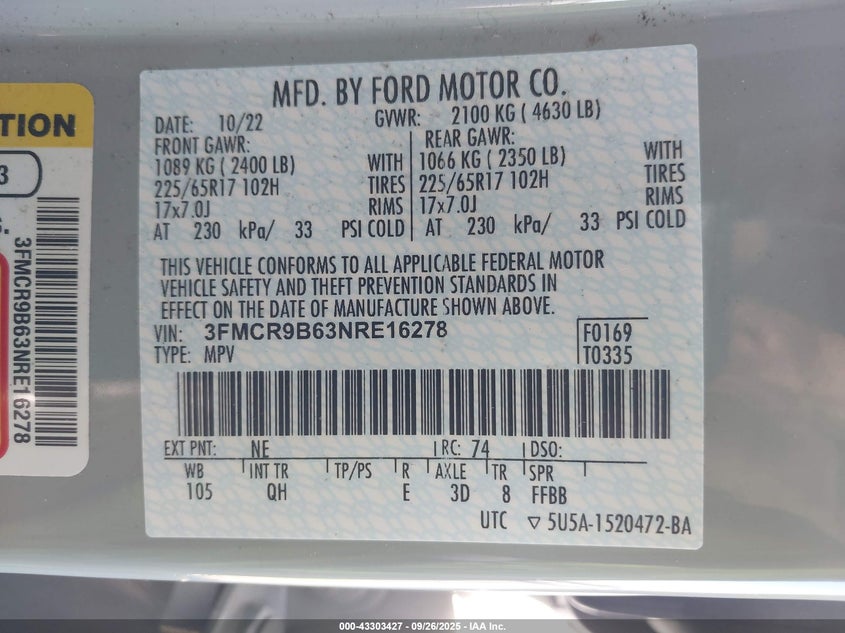 TION
3
3FMCR9B63NRE16278
MFD. BY FORD MOTOR CO.
DATE: 10/22 GVWR: 2100 KG ( 4630 LB)
FRONT GAWR: REAR GAWR:
1089 KG ( 2400 LB) WITH 1066 KG ( 2350 LB) WITH
225/65R17 102H TIRES 225/65R17 102H TIRES
17x7.0J RIMS 17x7.0J RIMS
AT 230 kPa/ 33 PSI COLD AT 230 kPa/ 33 PSI COLD
THIS VEHICLE CONFORMS TO ALL APPLICABLE FEDERAL MOTOR
VEHICLE SAFETY AND THEFT PREVENTION STANDARDS IN
EFFECT ON THE DATE OF MANUFACTURE SHOWN ABOVE.
VIN: 3FMCR9B63NRE16278 F0169
TYPE: MPV T0335
EXT PNT: NE RC: 74 DSO:
WB INT TR TP/PS R AXLE TR SPR
105 QH E 3D 8 FFBB
UTC ▽ 5U5A-1520472-BA
000-43303427 - 09/26/2025 - IAA Inc.